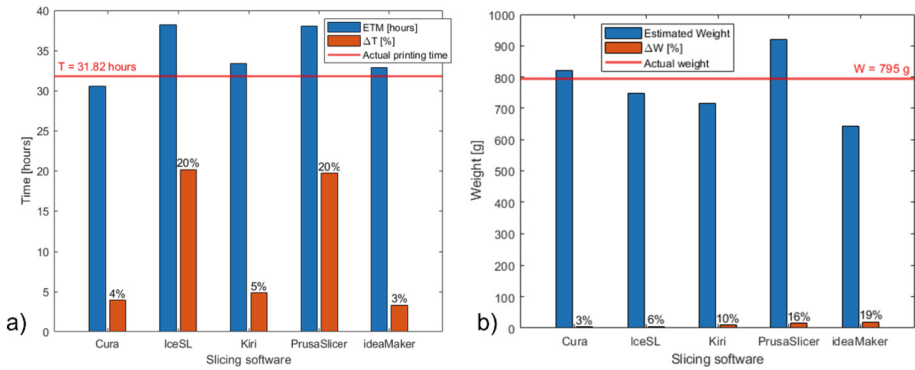 40
35
30
25
20
15
10
5
0
Time [hours]
ETM [hours]
ΔT [%]
Actual printing time
T = 31.82 hours
4%
20%
5%
20%
3%
Cura
IceSL
Kiri
PrusaSlicer
ideaMaker
Slicing software
a)
1000
900
800
700
600
500
400
300
200
100
0
Weight [g]
Estimated Weight
ΔW [%]
Actual weight
W = 795 g
3%
6%
10%
16%
19%
Cura
IceSL
Kiri
PrusaSlicer
ideaMaker
Slicing software
b)